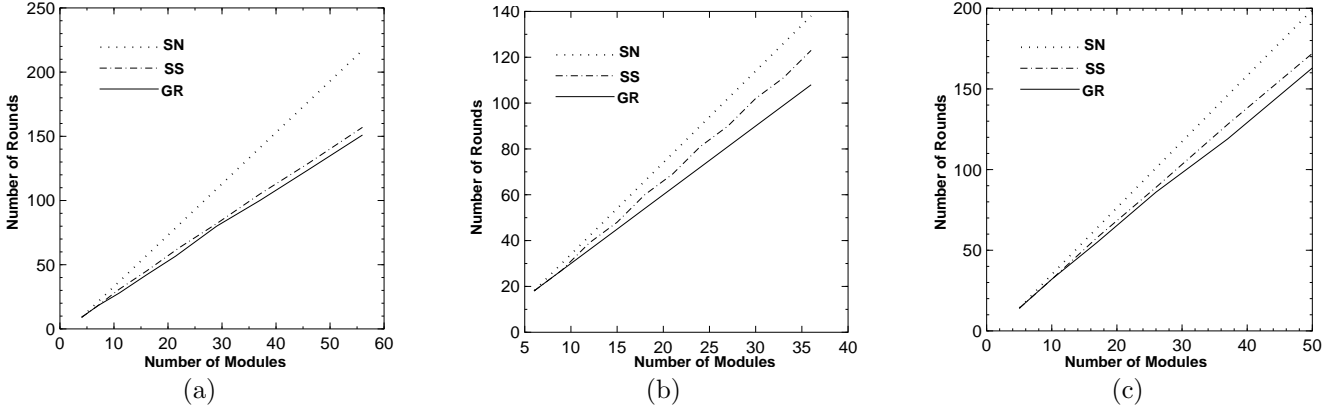 250
200
150
100
50
0
0 10 20 30 40 50 60
Number of Rounds
Number of Modules
SN
SS
GR
(a)
140
120
100
80
60
40
20
0
5 10 15 20 25 30 35 40
Number of Rounds
Number of Modules
SN
SS
GR
(b)
200
150
100
50
0
0 10 20 30 40 50
Number of Rounds
Number of Modules
SN
SS
GR
(c)